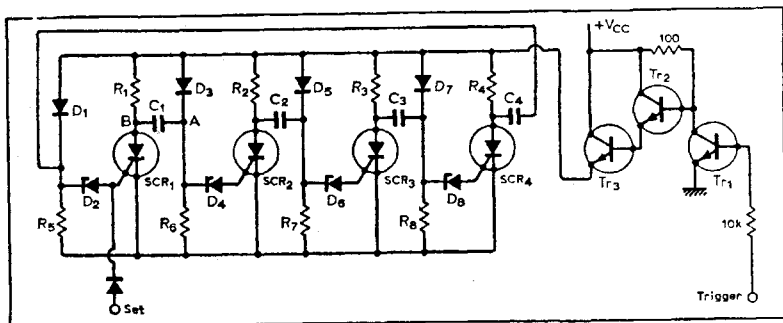 +VCC
100
D1
R1
D3
R2
D5
R3
D7
R4
Tr2
C1
C2
C3
C4
B
A
Tr3
Tr1
D2
SCR1
D4
SCR2
D6
SCR3
D8
SCR4
R5
R6
R7
R8
10k
Set
Trigger